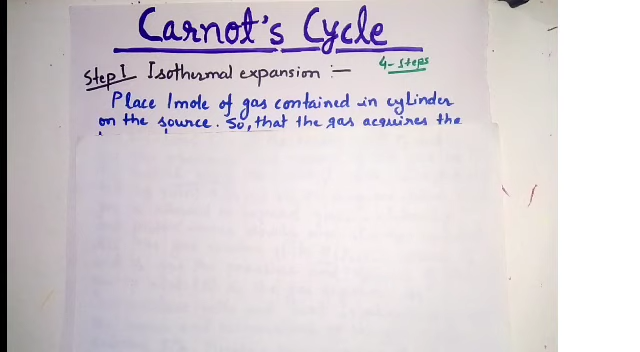 Carnot's Cycle
4-steps
Step I Isothermal expansion :-
Place 1mole of gas contained in cylinder
on the source. So, that the gas acquires the